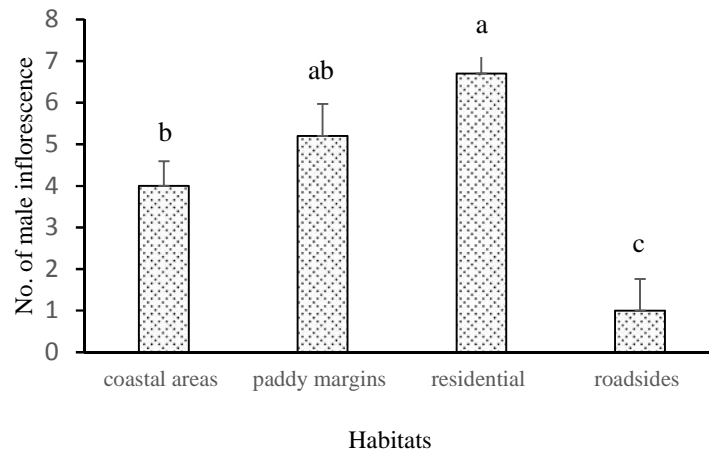 8
7
6
5
4
3
2
1
0
No. of male inflorescence
b
ab
a
c
coastal areas
paddy margins
residential
roadsides
Habitats